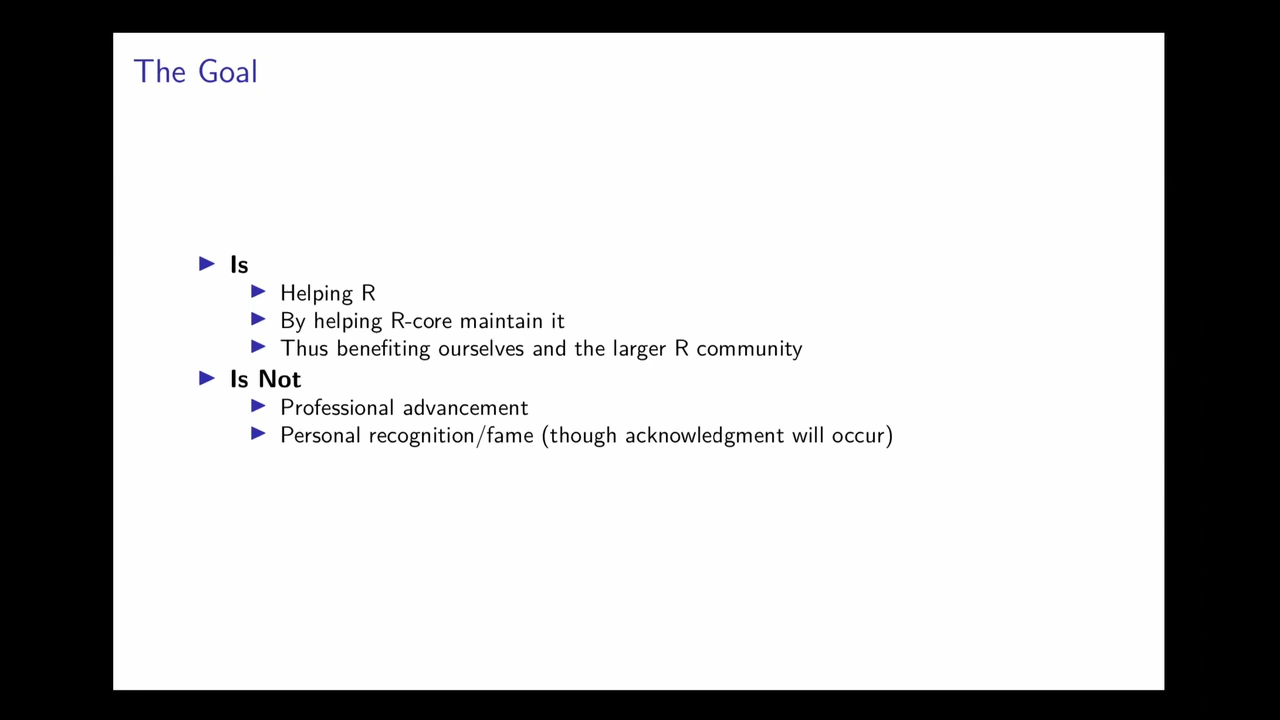 The Goal
Is
Helping R
By helping R-core maintain it
Thus benefiting ourselves and the larger R community
Is Not
Professional advancement
Personal recognition/fame (though acknowledgment will occur)